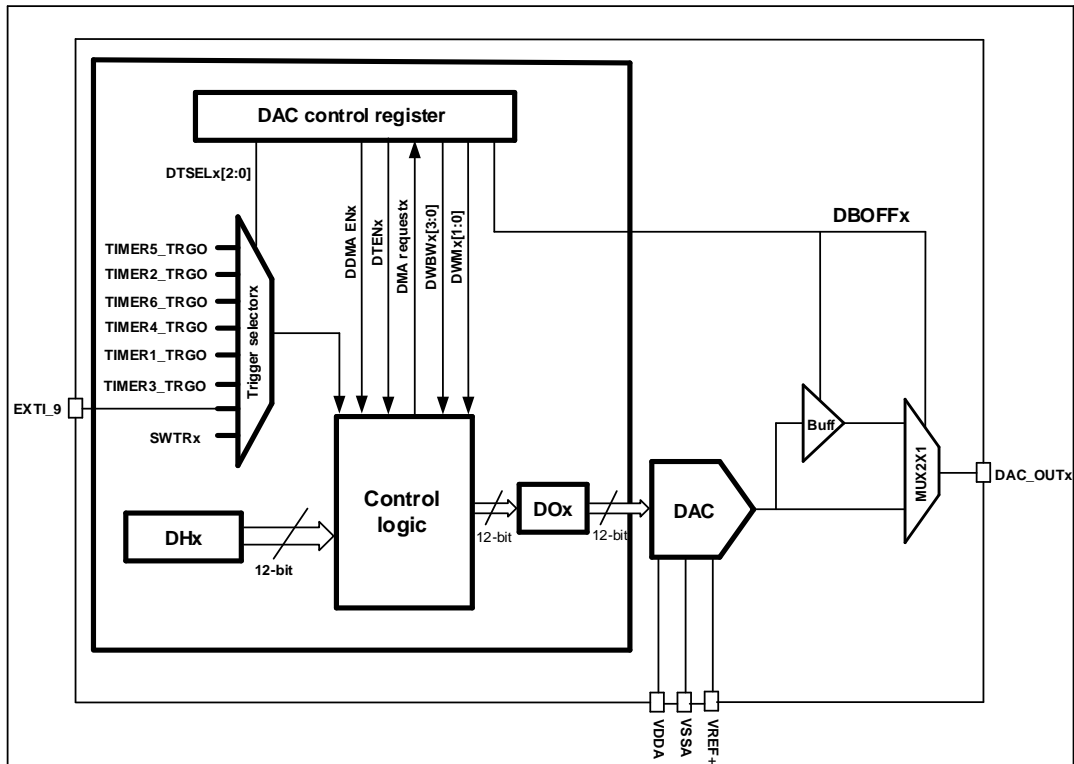 DAC control register
DTSELx[2:0]
DDMA ENx
DTENx
DMA requestx
DWBWx[3:0]
DWMx[1:0]
DBOFFx
TIMER5_TRGO
TIMER2_TRGO
TIMER6_TRGO
TIMER4_TRGO
TIMER1_TRGO
TIMER3_TRGO
EXTI_9
SWTRx
Trigger selectorx
Buff
MUX2X1
DAC_OUTx
Control
logic
DHx
12-bit
12-bit
DOx
12-bit
DAC
VDDA
VSSA
VREF+